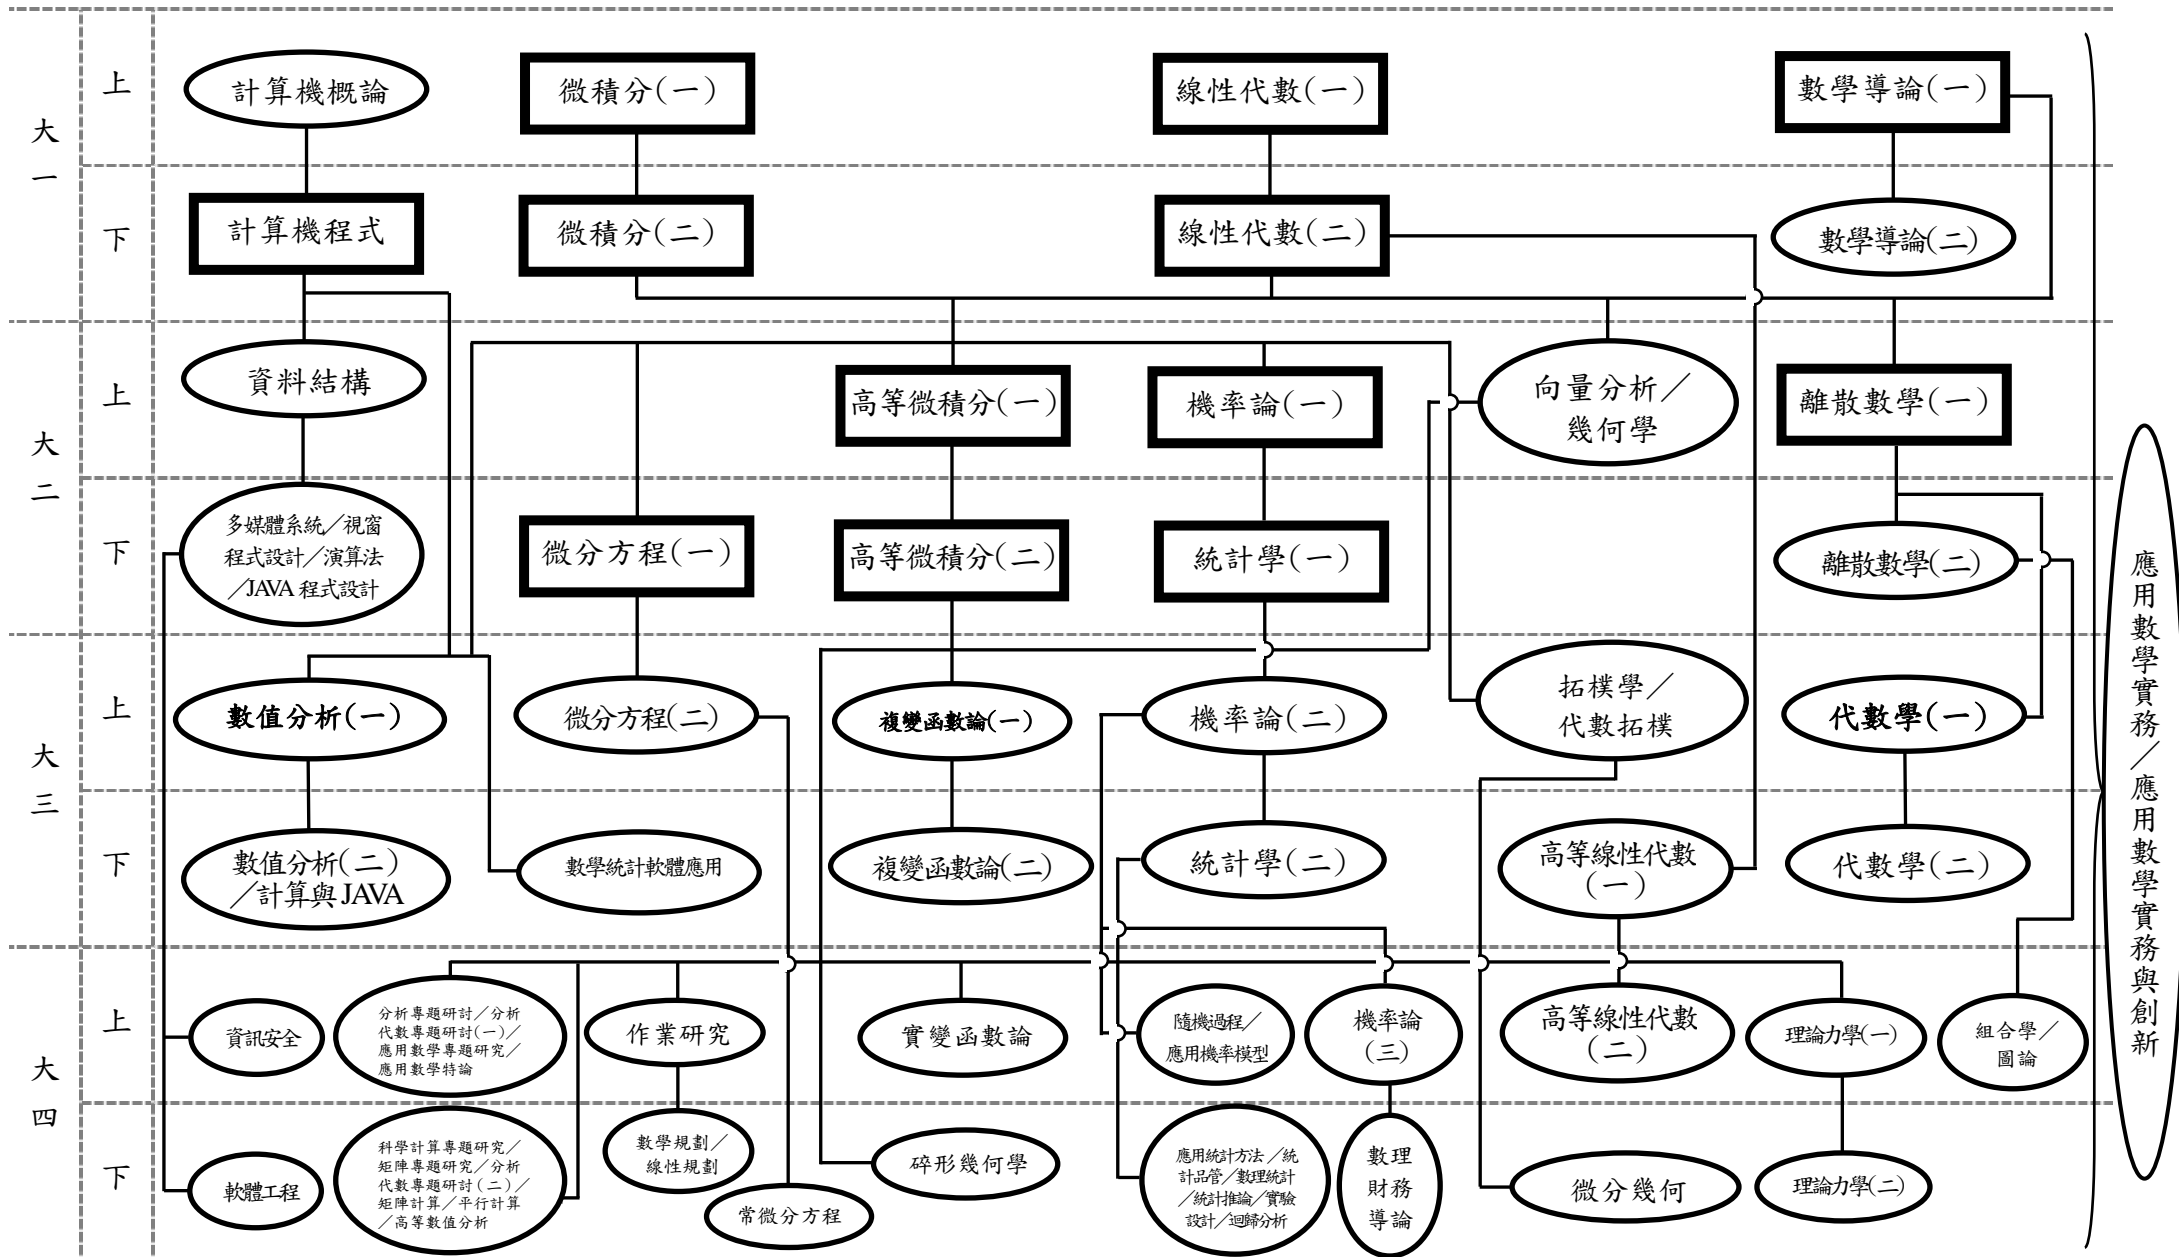 大
一
上
計算機概論
微積分(一)
線性代數(一)
數學導論(一)
下
計算機程式
微積分(二)
線性代數(二)
數學導論(二)
大
二
上
資料結構
高等微積分(一)
機率論(一)
向量分析／
幾何學
離散數學(一)
下
多媒體系統／視窗
程式設計／演算法
／JAVA 程式設計
微分方程(一)
高等微積分(二)
統計學(一)
離散數學(二)
大
三
上
數值分析(一)
微分方程(二)
複變函數論(一)
機率論(二)
拓樸學／
代數拓樸
代數學(一)
下
數值分析(二)
／計算與 JAVA
數學統計軟體應用
複變函數論(二)
統計學(二)
高等線性代數
(一)
代數學(二)
大
四
上
資訊安全
分析專題研討／分析
代數專題研討(一)／
應用數學專題研究／
應用數學特論
作業研究
實變函數論
隨機過程／
應用機率模型
機率論
(三)
高等線性代數
(二)
理論力學(一)
組合學／
圖論
下
軟體工程
科學計算專題研究／
矩陣專題研究／分析
代數專題研討(二)／
矩陣計算／平行計算
／高等數值分析
數學規劃／
線性規劃
常微分方程
碎形幾何學
應用統計方法／統
計品管／數理統計
／統計推論／實驗
設計／迴歸分析
數理
財務
導論
微分幾何
理論力學(二)
應用數學實務／應用數學實務與創新